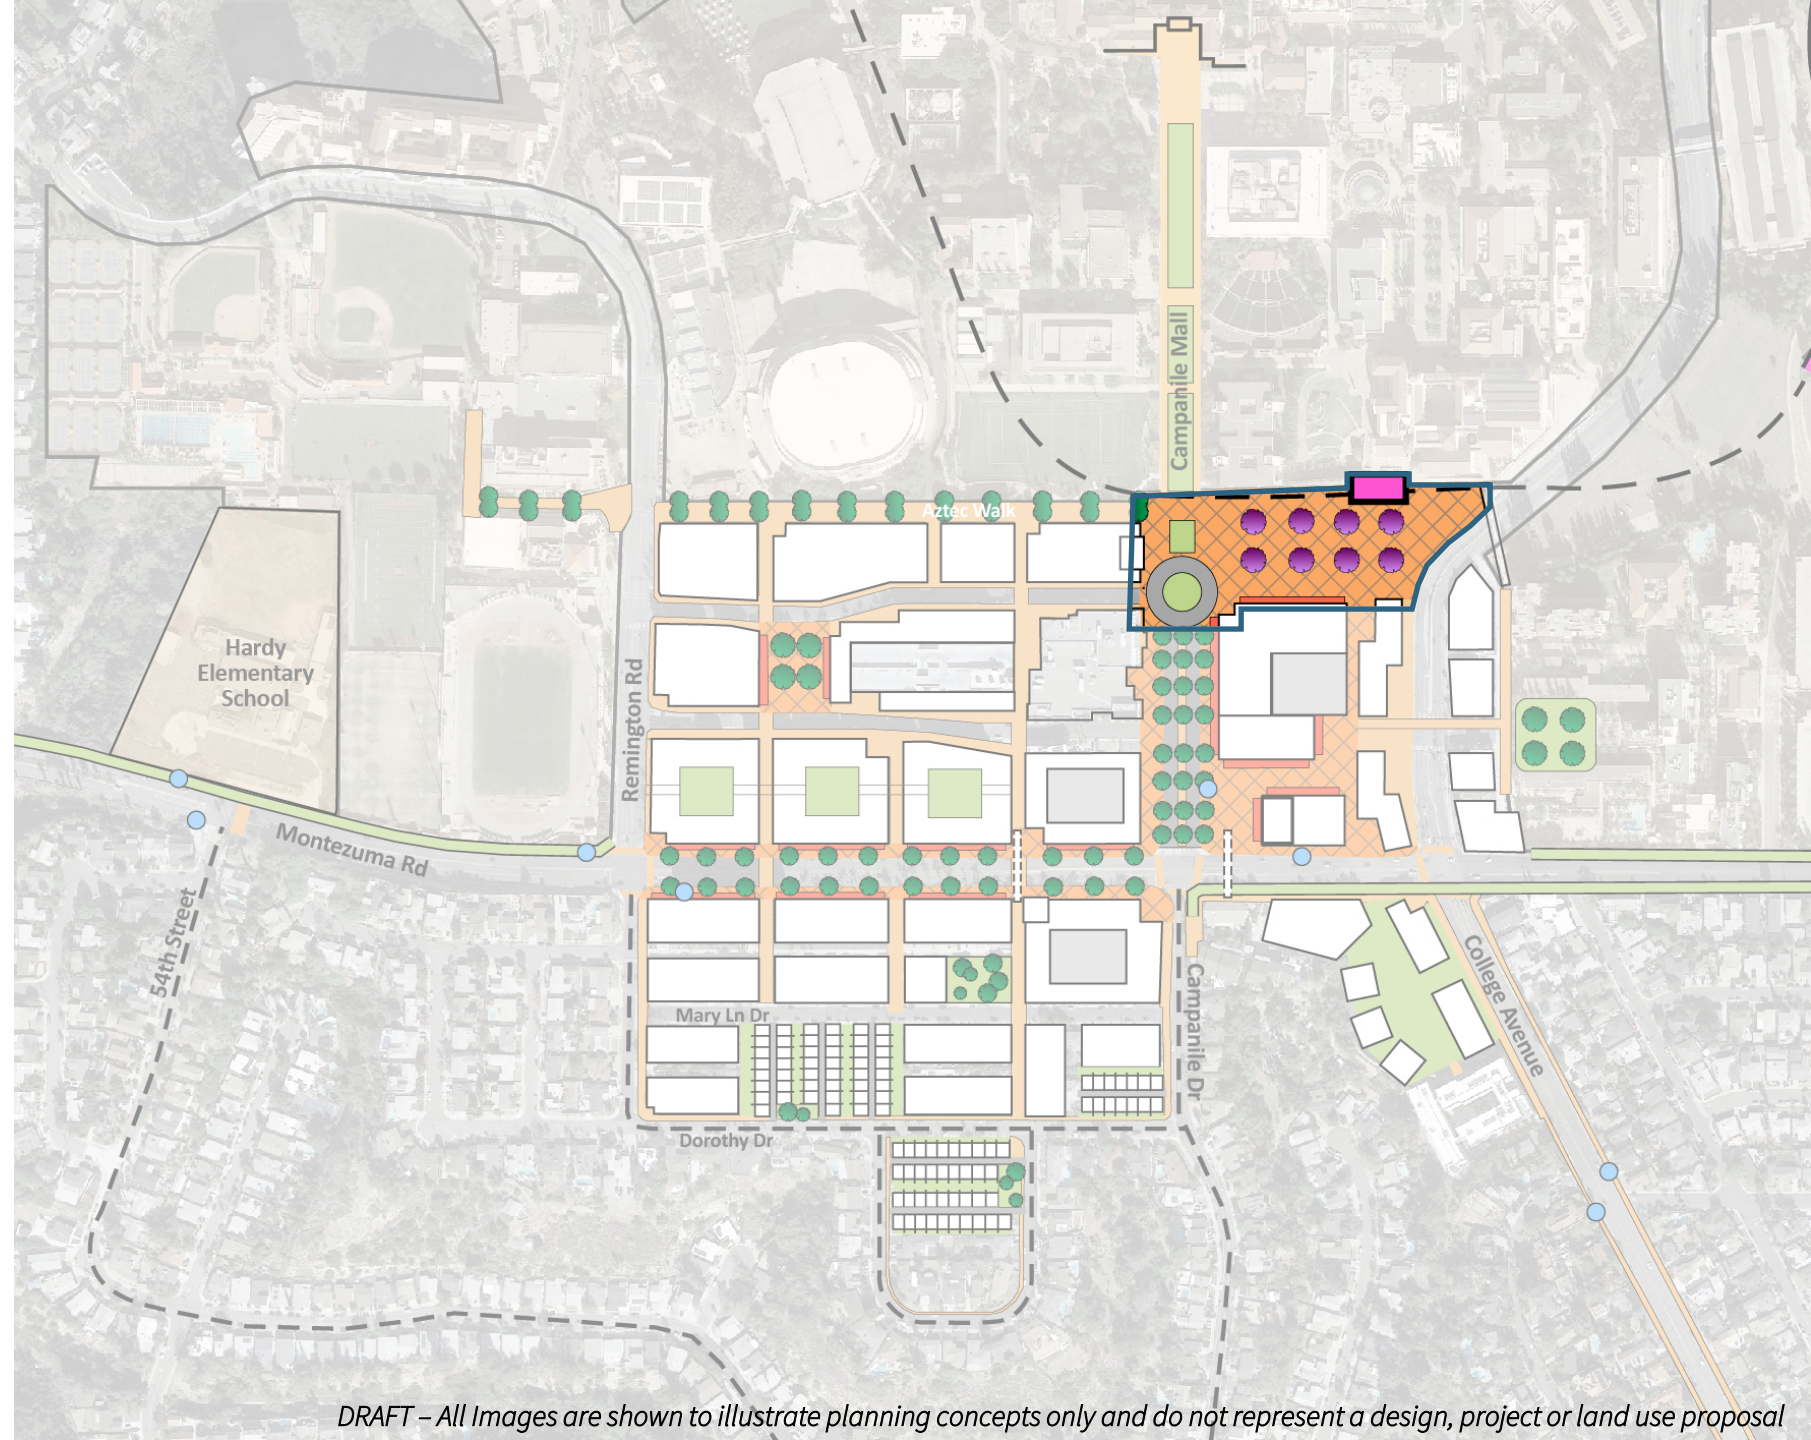 Campanile Mall
Aztec Walk
Hardy
Elementary
School
Remington Rd
Montezuma Rd
54th Street
College Avenue
Campanile Dr
Mary Ln Dr
Dorothy Dr
DRAFT – All Images are shown to illustrate planning concepts only and do not represent a design, project or land use proposal